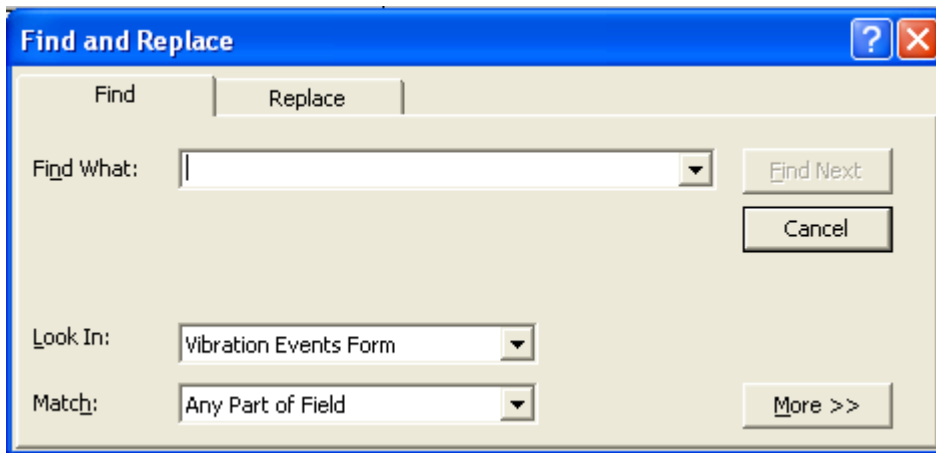 Find and Replace
Find Replace
Find What: Find Next
Cancel
Look In: Vibration Events Form
Match: Any Part of Field More >>